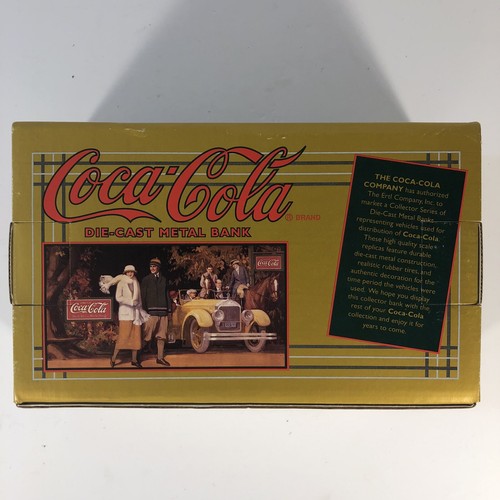 Coca-Cola
® BRAND
DIE-CAST METAL BANK
Coca-Cola
Coca-Cola
THE COCA-COLA
COMPANY has authorized
The Ertl Company Inc. to
market a Collector Series of
Die-Cast Metal Banks
representing vehicles used for
distribution of Coca-Cola.
These high quality scale
replicas feature durable
die-cast metal construction,
realistic rubber tires, and
authentic decoration for the
time period the vehicles were
used. We hope you display
this collector bank with the
rest of your Coca-Cola
collection and enjoy it for
years to come.